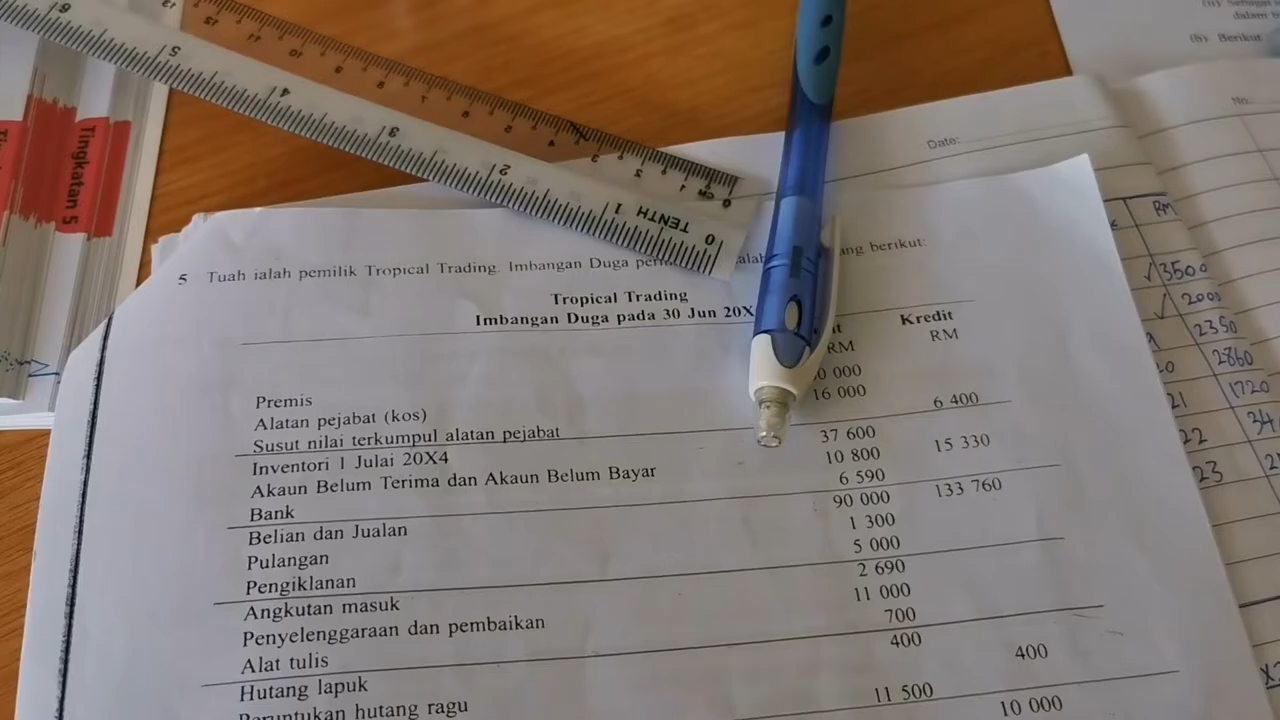 Tingkatan 5
TENTH
CM
Date:
No.
(b) Berikut
5 Tuah ialah pemilik Tropical Trading. Imbangan Duga berikut:
Tropical Trading
Imbangan Duga pada 30 Jun 20X
Kredit
RM RM
Premis 0 000
Alatan pejabat (kos) 16 000
Susut nilai terkumpul alatan pejabat 6 400
Inventori 1 Julai 20X4 37 600
Akaun Belum Terima dan Akaun Belum Bayar 10 800 15 330
Bank 6 590
Belian dan Jualan 90 000 133 760
Pulangan 1 300
Pengiklanan 5 000
Angkutan masuk 2 690
Penyelenggaraan dan pembaikan 11 000
Alat tulis 700
Hutang lapuk 400
Peruntukan hutang ragu 400
11 500
10 000
RM
3500
2000
2350
2860
21 1720
22
23